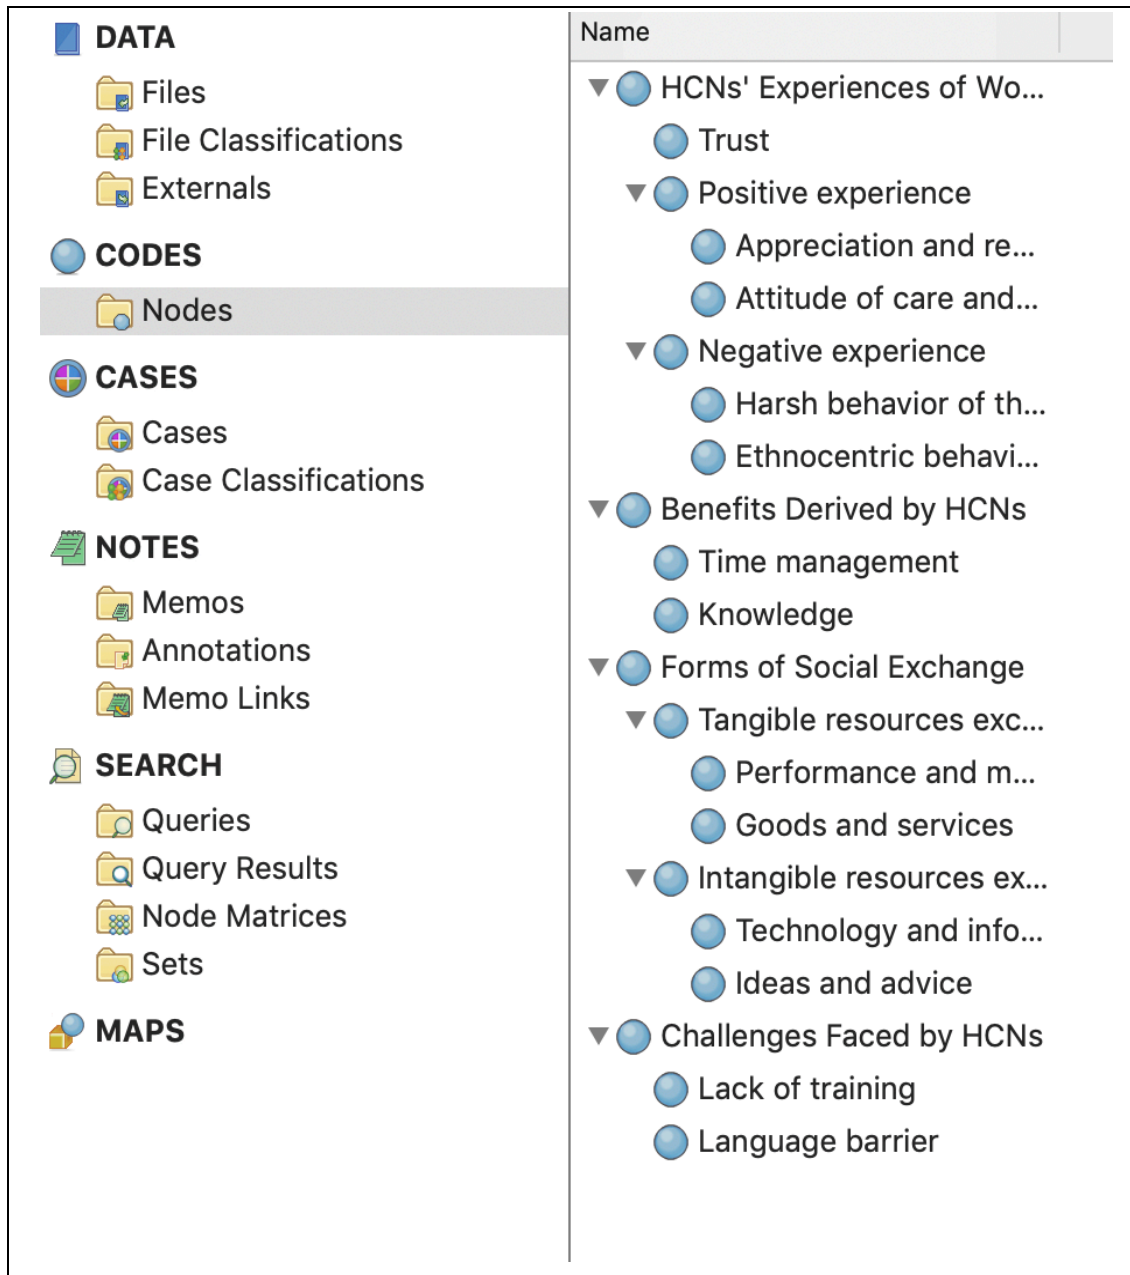 DATA
Files
File Classifications
Externals
CODES
Nodes
CASES
Cases
Case Classifications
NOTES
Memos
Annotations
Memo Links
SEARCH
Queries
Query Results
Node Matrices
Sets
MAPS
Name
HCNs' Experiences of Wo...
Trust
Positive experience
Appreciation and re...
Attitude of care and...
Negative experience
Harsh behavior of th...
Ethnocentric behavi...
Benefits Derived by HCNs
Time management
Knowledge
Forms of Social Exchange
Tangible resources exc...
Performance and m...
Goods and services
Intangible resources ex...
Technology and info...
Ideas and advice
Challenges Faced by HCNs
Lack of training
Language barrier